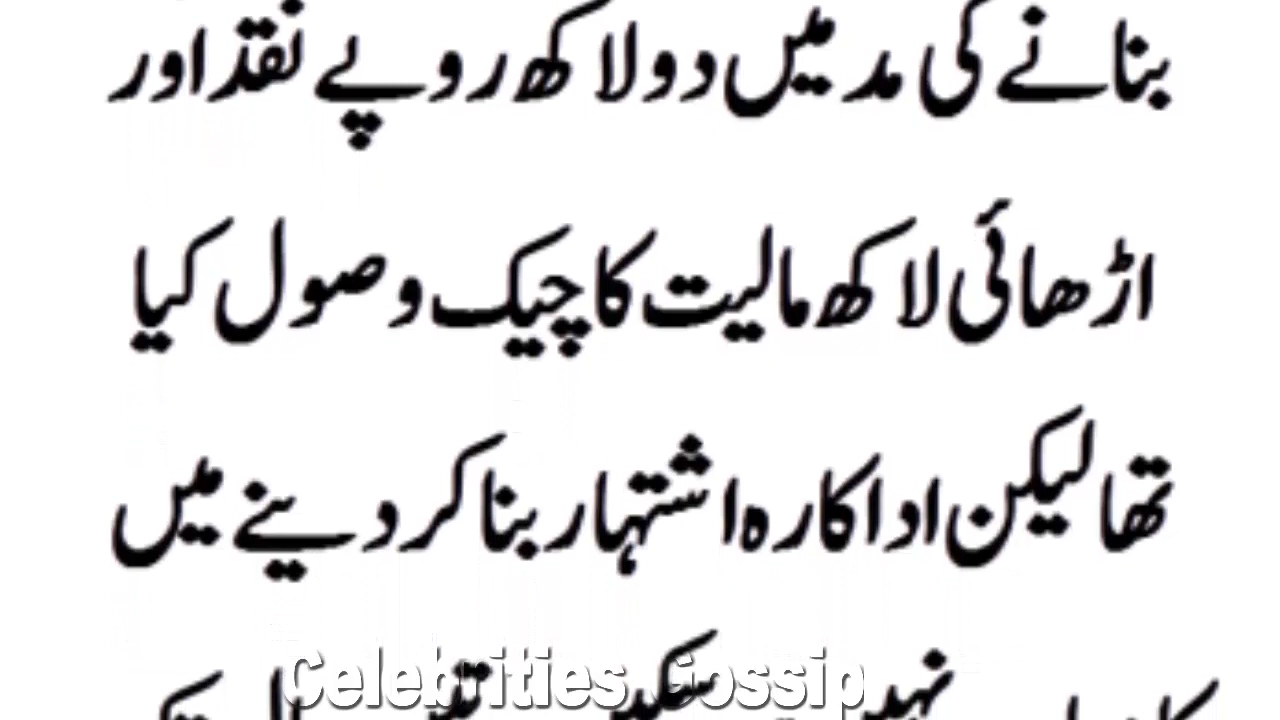 بنانے کی مد میں دو لاکھ روپے نقد اور
اڑھائی لاکھ مالیت کا چیک وصول کیا
تھا لیکن اداکارہ اشتہار بنا کر دینے میں
نہیں
Celebrities Gossip